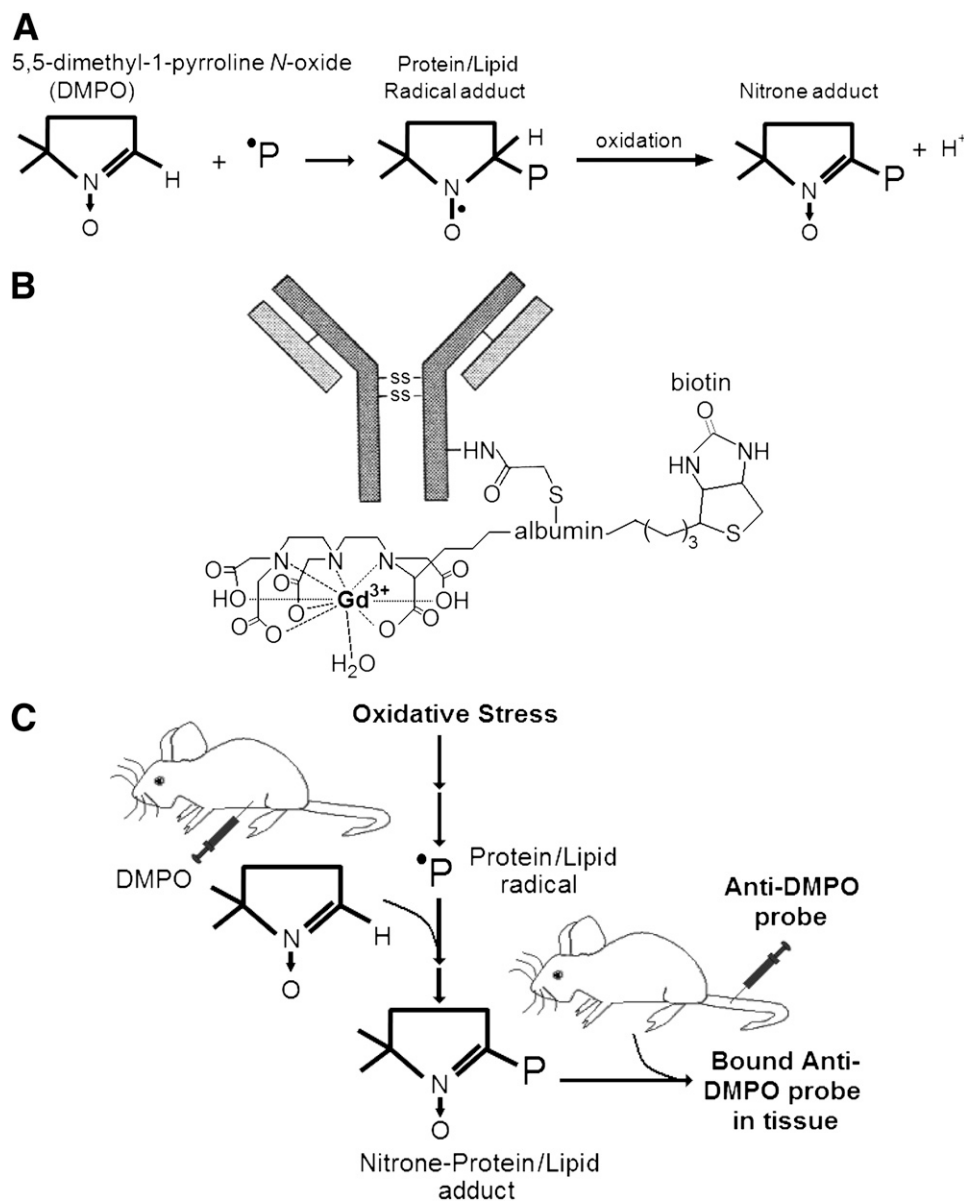 A
5,5-dimethyl-1-pyrroline N-oxide
(DMPO)
Protein/Lipid
Radical adduct
Nitrone adduct
N
O
H
+
•P
H
P
N
•
O
oxidation
N
O
P
+ H+
B
ss
ss
HN
O
S
albumin
biotin
O
HN
NH
S
3
N
N
N
O
HO
O
O
O
O
Gd3+
O
OH
O
O
H2O
C
Oxidative Stress
DMPO
N
O
H
•P
Protein/Lipid
radical
Anti-DMPO
probe
N
O
P
Bound Anti-
DMPO probe
in tissue
Nitrone-Protein/Lipid
adduct